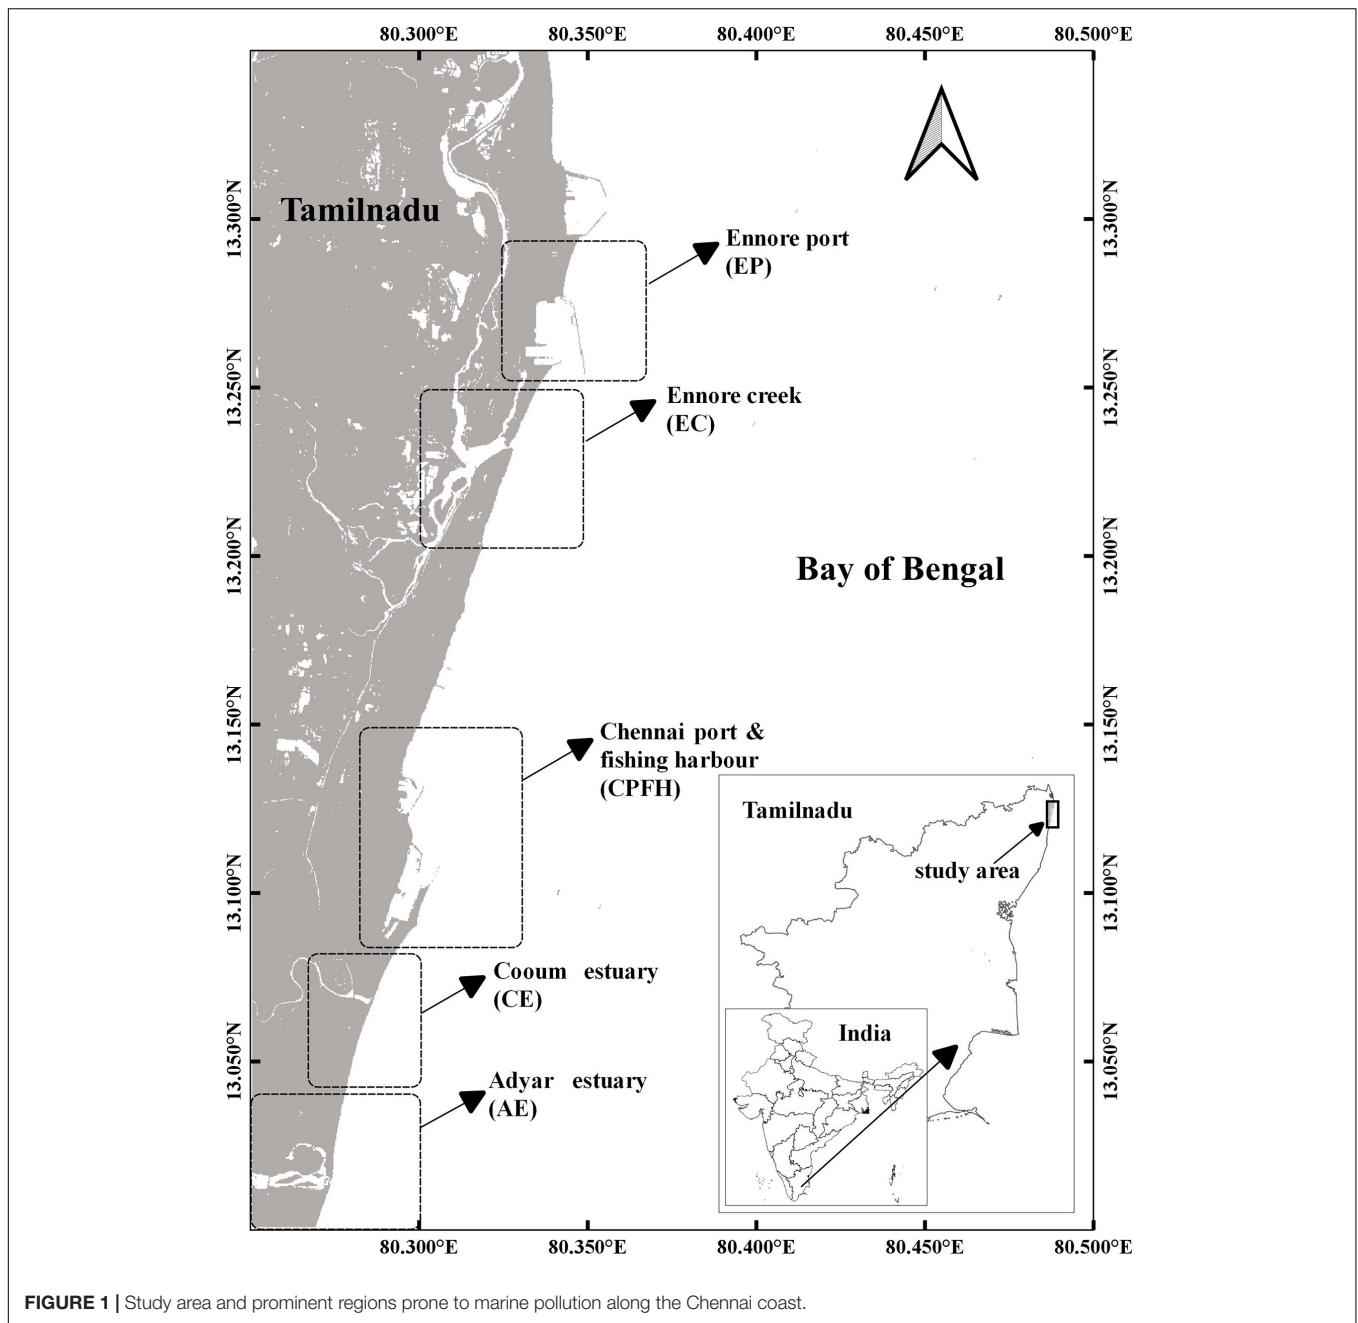 80.300°E 80.350°E 80.400°E 80.450°E 80.500°E
13.300°N 13.300°N
13.250°N 13.250°N
13.200°N 13.200°N
13.150°N 13.150°N
13.100°N 13.100°N
13.050°N 13.050°N
Tamilnadu
Ennore port
(EP)
Ennore creek
(EC)
Bay of Bengal
Chennai port &
fishing harbour
(CPFH)
Cooum estuary
(CE)
Adyar estuary
(AE)
Tamilnadu
study area
India
80.300°E 80.350°E 80.400°E 80.450°E 80.500°E
FIGURE 1 | Study area and prominent regions prone to marine pollution along the Chennai coast.